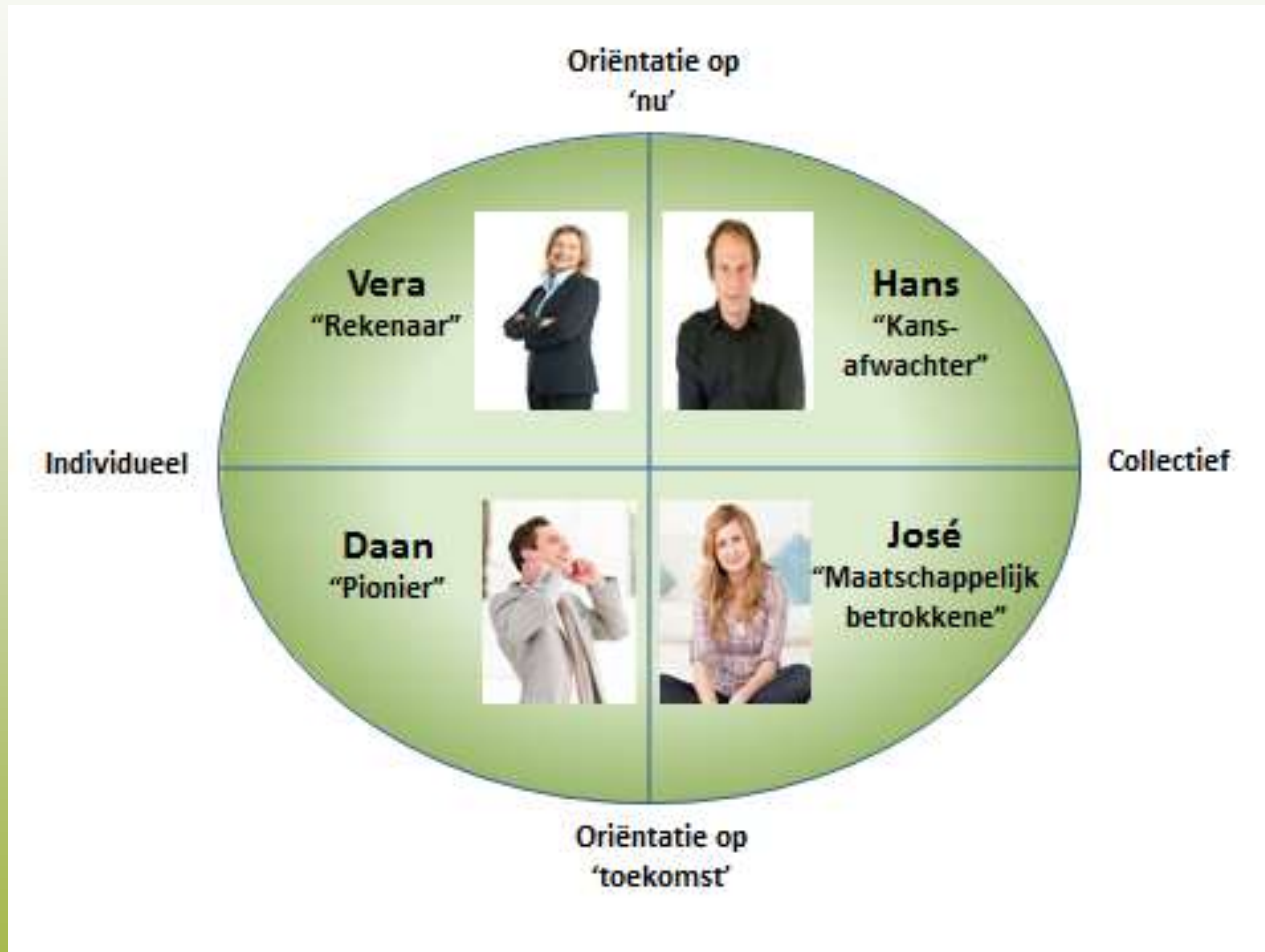 Oriëntatie op
‘nu’
Vera
“Rekenaar”
Hans
“Kans-
afwachter”
Individueel
Collectief
Daan
“Pionier”
José
“Maatschappelijk
betrokkene”
Oriëntatie op
‘toekomst’